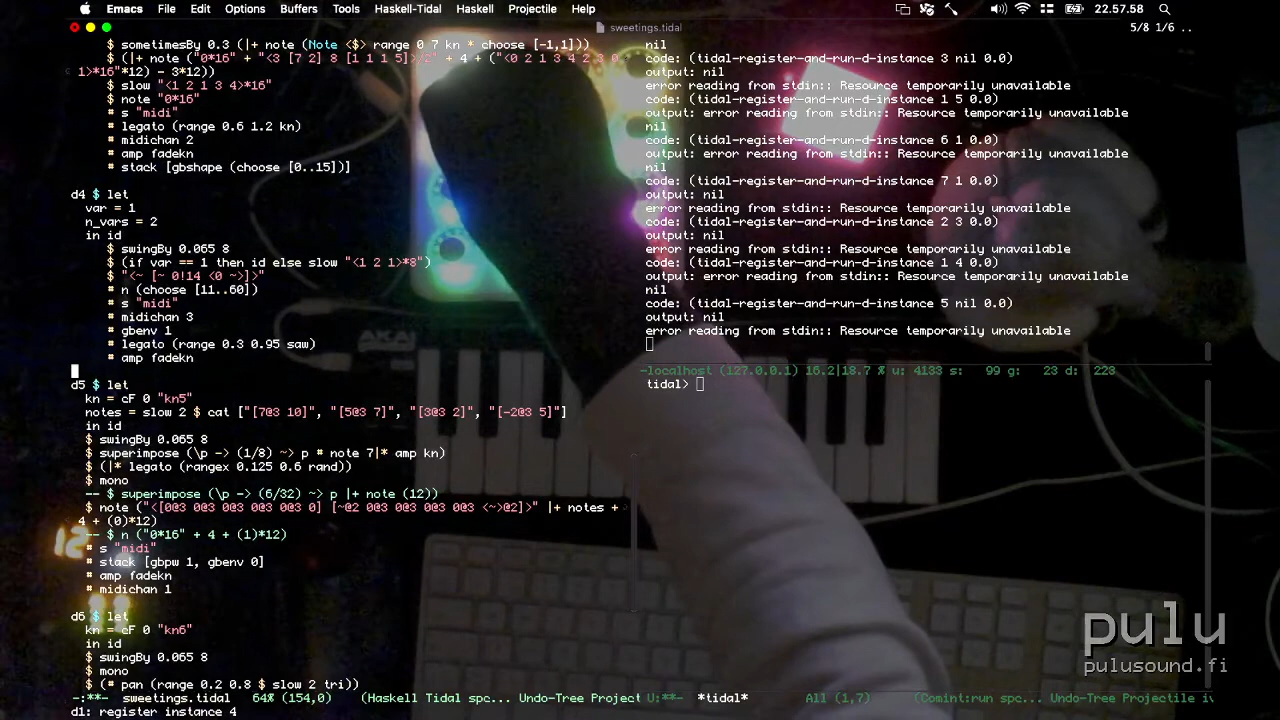 Emacs File Edit Options Buffers Tools Haskell-Tidal Haskell Projectile Help 22.57.58
sweetings.tidal 5/8 1/6 ..
$ sometimesBy 0.3 (|+ note (Note <$> range 0 7 kn * choose [-1,1]))
$ (|+ note ("0*16" + "<3 [7 2] 8 [1 1 1 5]>/2" + 4 + ("<0 2 1 3 4 2 3 0
1>*16"*12) - 3*12))
$ slow "<1 2 1 3 4>*16"
$ note "0*16"
# s "midi"
# legato (range 0.6 1.2 kn)
# midichan 2
# amp fadekn
# stack [gbshape (choose [0..15])]
d4 $ let
var = 1
n_vars = 2
in id
$ swingBy 0.065 8
$ (if var == 1 then id else slow "<1 2 1>*8")
$ "<~ [~ 0!14 <0 ~>]>"
# n (choose [11..60])
# s "midi"
# midichan 3
# gbenv 1
# legato (range 0.3 0.95 saw)
# amp fadekn
d5 $ let
kn = cF 0 "kn5"
notes = slow 2 $ cat ["[7@3 10]", "[5@3 7]", "[3@3 2]", "[-2@3 5]"]
in id
$ swingBy 0.065 8
$ superimpose (\p -> (1/8) ~> p # note 7|* amp kn)
$ (|* legato (rangex 0.125 0.6 rand))
$ mono
-- $ superimpose (\p -> (6/32) ~> p |+ note (12))
$ note ("<[0@3 0@3 0@3 0@3 0@3 0] [~@2 0@3 0@3 0@3 0@3 <~>@2]>" |+ notes +
4 + (0)*12)
-- $ n ("0*16" + 4 + (1)*12)
# s "midi"
# stack [gbpw 1, gbenv 0]
# amp fadekn
# midichan 1
d6 $ let
kn = cF 0 "kn6"
in id
$ swingBy 0.065 8
$ mono
$ (# pan (range 0.2 0.8 $ slow 2 tri))
-:**- sweetings.tidal 64% (154,0) (Haskell Tidal spc... Undo-Tree Project
d1: register instance 4
nil
code: (tidal-register-and-run-d-instance 3 nil 0.0)
output: nil
error reading from stdin:: Resource temporarily unavailable
code: (tidal-register-and-run-d-instance 1 5 0.0)
output: error reading from stdin:: Resource temporarily unavailable
nil
code: (tidal-register-and-run-d-instance 6 1 0.0)
output: error reading from stdin:: Resource temporarily unavailable
nil
code: (tidal-register-and-run-d-instance 7 1 0.0)
output: nil
error reading from stdin:: Resource temporarily unavailable
code: (tidal-register-and-run-d-instance 2 3 0.0)
output: nil
error reading from stdin:: Resource temporarily unavailable
code: (tidal-register-and-run-d-instance 1 4 0.0)
output: error reading from stdin:: Resource temporarily unavailable
nil
code: (tidal-register-and-run-d-instance 5 nil 0.0)
output: nil
error reading from stdin:: Resource temporarily unavailable
-localhost (127.0.0.1) 16.2|18.7 % u: 4133 s: 99 g: 23 d: 223
tidal>
U:**- *tidal* All (1,7) (Comint:run spc... Undo-Tree Projectile iv
AKAI
pulu
pulusound.fi